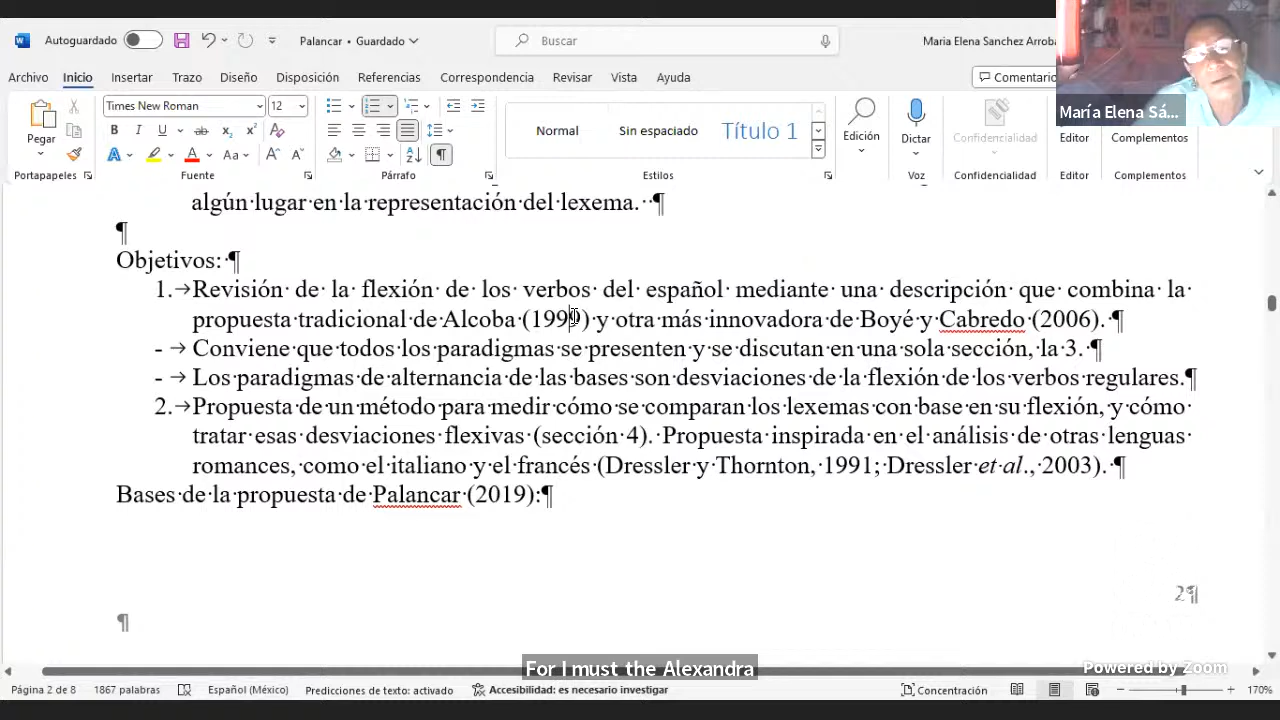 Autoguardado
Palancar • Guardado
Buscar
Maria Elena Sanchez Arroba
Archivo Inicio Insertar Trazo Diseño Disposición Referencias Correspondencia Revisar Vista Ayuda
Comentario
María Elena Sá...
Pegar
Portapapeles
Times New Roman 12
Fuente
Párrafo
Normal
Sin espaciado
Título 1
Estilos
Edición
Dictar
Voz
Confidencialidad
Confidencialidad
Editor
Editor
Complementos
Complementos
algún lugar en la representación del lexema. ¶
¶
Objetivos: ¶
1.→Revisión de la flexión de los verbos del español mediante una descripción que combina la
propuesta tradicional de Alcoba (1999) y otra más innovadora de Boyé y Cabredo (2006). ¶
- → Conviene que todos los paradigmas se presenten y se discutan en una sola sección, la 3. ¶
- → Los paradigmas de alternancia de las bases son desviaciones de la flexión de los verbos regulares.¶
2.→Propuesta de un método para medir cómo se comparan los lexemas con base en su flexión, y cómo
tratar esas desviaciones flexivas (sección 4). Propuesta inspirada en el análisis de otras lenguas
romances, como el italiano y el francés (Dressler y Thornton, 1991; Dressler et al., 2003). ¶
Bases de la propuesta de Palancar (2019):¶
2¶
¶
For I must the Alexandra
Powered by Zoom
Página 2 de 8 1867 palabras Español (México) Predicciones de texto: activado Accesibilidad: es necesario investigar Concentración 170%